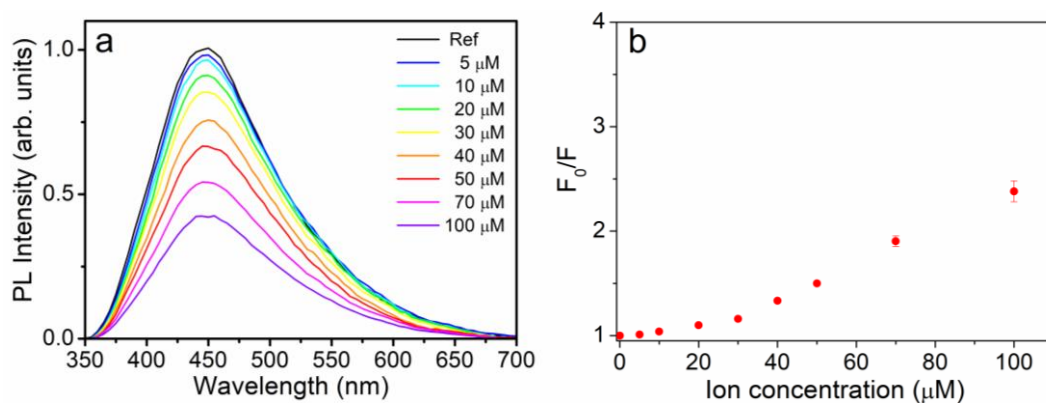 a
PL Intensity (arb. units)
1.0
0.5
0.0
Ref
5 μM
10 μM
20 μM
30 μM
40 μM
50 μM
70 μM
100 μM
350 400 450 500 550 600 650 700
Wavelength (nm)
b
F₀/F
4
3
2
1
0 20 40 60 80 100
Ion concentration (μM)